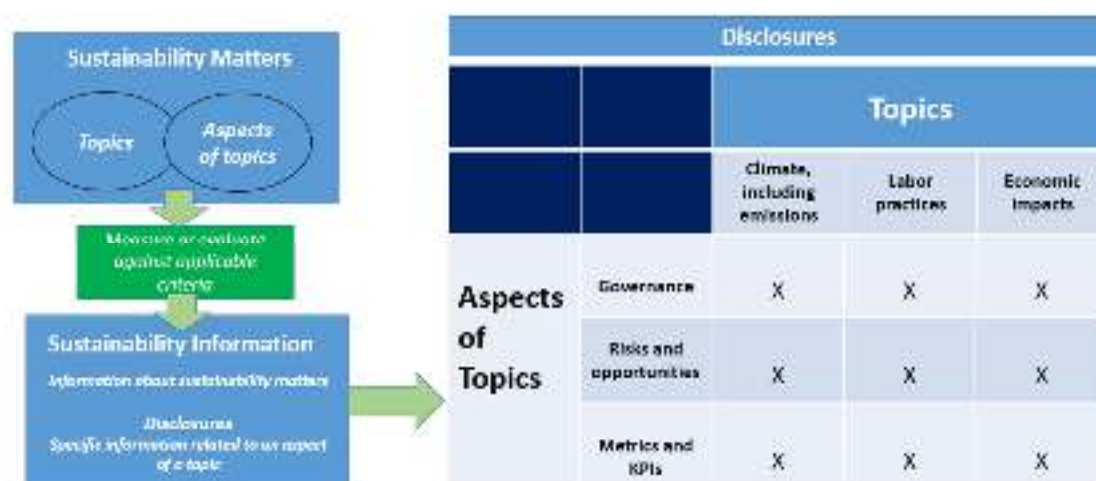 Sustainability Matters
Topics
Aspects
of topics
Measure or evaluate
against applicable
criteria
Sustainability Information
Information about sustainability matters
Disclosures
Specific information related to an aspect
of a topic
Disclosures
Topics
Climate,
including
emissions
Labor
practices
Economic
impacts
Aspects
of
Topics
Governance
X
X
X
Risks and
opportunities
X
X
X
Metrics and
KPIs
X
X
X